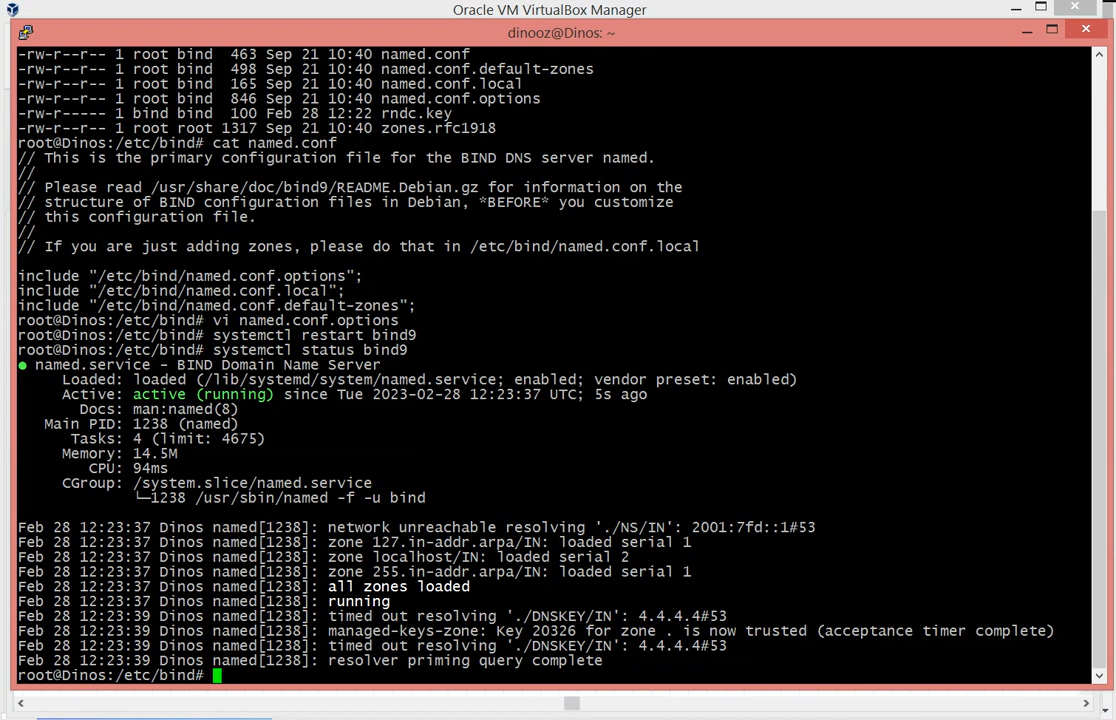 Oracle VM VirtualBox Manager
dinooz@Dinos: ~
-rw-r--r-- 1 root bind  463 Sep 21 10:40 named.conf
-rw-r--r-- 1 root bind  498 Sep 21 10:40 named.conf.default-zones
-rw-r--r-- 1 root bind  165 Sep 21 10:40 named.conf.local
-rw-r--r-- 1 root bind  846 Sep 21 10:40 named.conf.options
-rw-r----- 1 bind bind  100 Feb 28 12:22 rndc.key
-rw-r--r-- 1 root root 1317 Sep 21 10:40 zones.rfc1918
root@Dinos:/etc/bind# cat named.conf
// This is the primary configuration file for the BIND DNS server named.
//
// Please read /usr/share/doc/bind9/README.Debian.gz for information on the
// structure of BIND configuration files in Debian, *BEFORE* you customize
// this configuration file.
//
// If you are just adding zones, please do that in /etc/bind/named.conf.local
include "/etc/bind/named.conf.options";
include "/etc/bind/named.conf.local";
include "/etc/bind/named.conf.default-zones";
root@Dinos:/etc/bind# vi named.conf.options
root@Dinos:/etc/bind# systemctl restart bind9
root@Dinos:/etc/bind# systemctl status bind9
● named.service - BIND Domain Name Server
Loaded: loaded (/lib/systemd/system/named.service; enabled; vendor preset: enabled)
Active: active (running) since Tue 2023-02-28 12:23:37 UTC; 5s ago
Docs: man:named(8)
Main PID: 1238 (named)
Tasks: 4 (limit: 4675)
Memory: 14.5M
CPU: 94ms
CGroup: /system.slice/named.service
└─1238 /usr/sbin/named -f -u bind
Feb 28 12:23:37 Dinos named[1238]: network unreachable resolving './NS/IN': 2001:7fd::1#53
Feb 28 12:23:37 Dinos named[1238]: zone 127.in-addr.arpa/IN: loaded serial 1
Feb 28 12:23:37 Dinos named[1238]: zone localhost/IN: loaded serial 2
Feb 28 12:23:37 Dinos named[1238]: zone 255.in-addr.arpa/IN: loaded serial 1
Feb 28 12:23:37 Dinos named[1238]: all zones loaded
Feb 28 12:23:37 Dinos named[1238]: running
Feb 28 12:23:39 Dinos named[1238]: timed out resolving './DNSKEY/IN': 4.4.4.4#53
Feb 28 12:23:39 Dinos named[1238]: managed-keys-zone: Key 20326 for zone . is now trusted (acceptance timer complete)
Feb 28 12:23:39 Dinos named[1238]: timed out resolving './DNSKEY/IN': 4.4.4.4#53
Feb 28 12:23:39 Dinos named[1238]: resolver priming query complete
root@Dinos:/etc/bind#